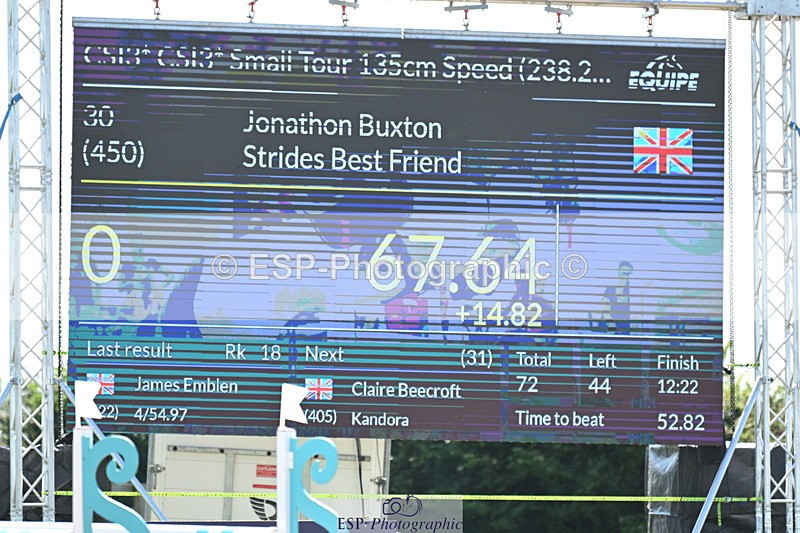 CSI3* CSI3* Small Tour 135cm Speed (238.2...
EQUIPE
30
Jonathon Buxton
(450)
Strides Best Friend
0
67.64
+14.82
© ESP-Photographic ©
Last result Rk 18
James Emblen
4/54.97
Next (31)
Claire Beecroft
(405) Kandora
Total Left Finish
72 44 12:22
Time to beat 52.82
ESP-Photographic